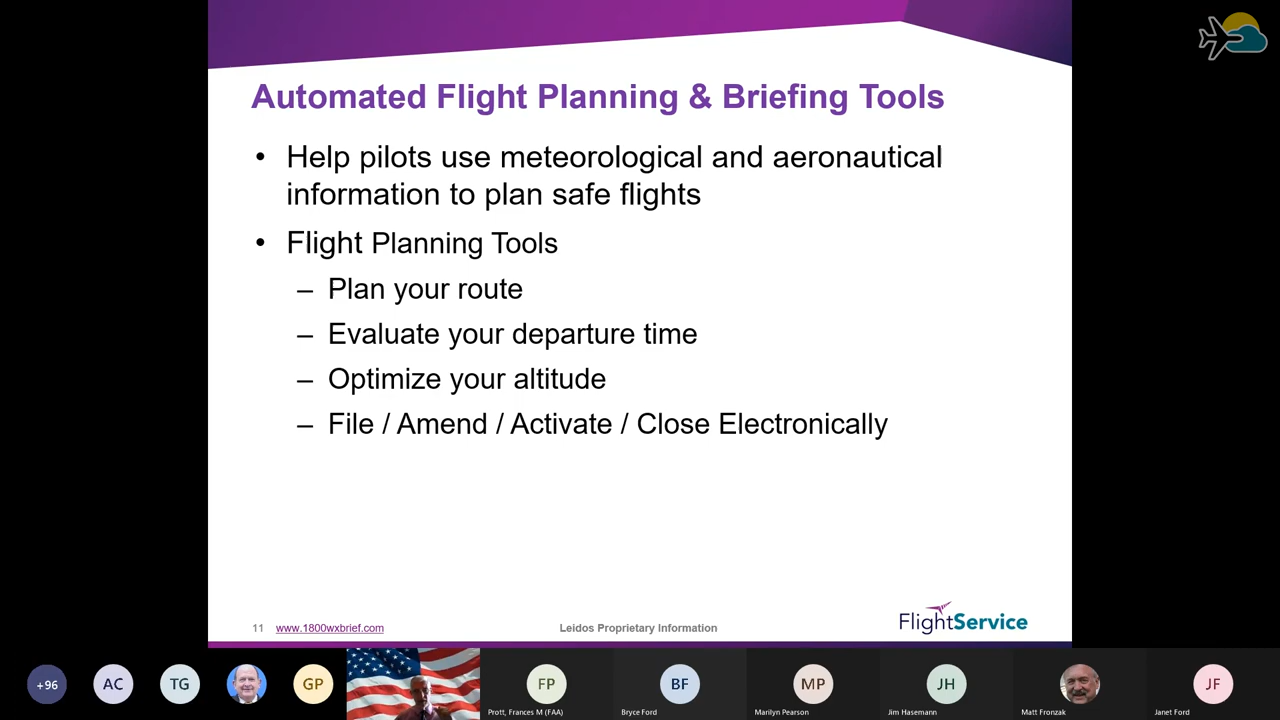 Automated Flight Planning & Briefing Tools
• Help pilots use meteorological and aeronautical
information to plan safe flights
• Flight Planning Tools
– Plan your route
– Evaluate your departure time
– Optimize your altitude
– File / Amend / Activate / Close Electronically
11 www.1800wxbrief.com Leidos Proprietary Information FlightService
+96 AC TG GP FP BF MP JH JF
Prott, Frances M (FAA) Bryce Ford Marilyn Pearson Jim Hasemann Matt Fronzak Janet Ford